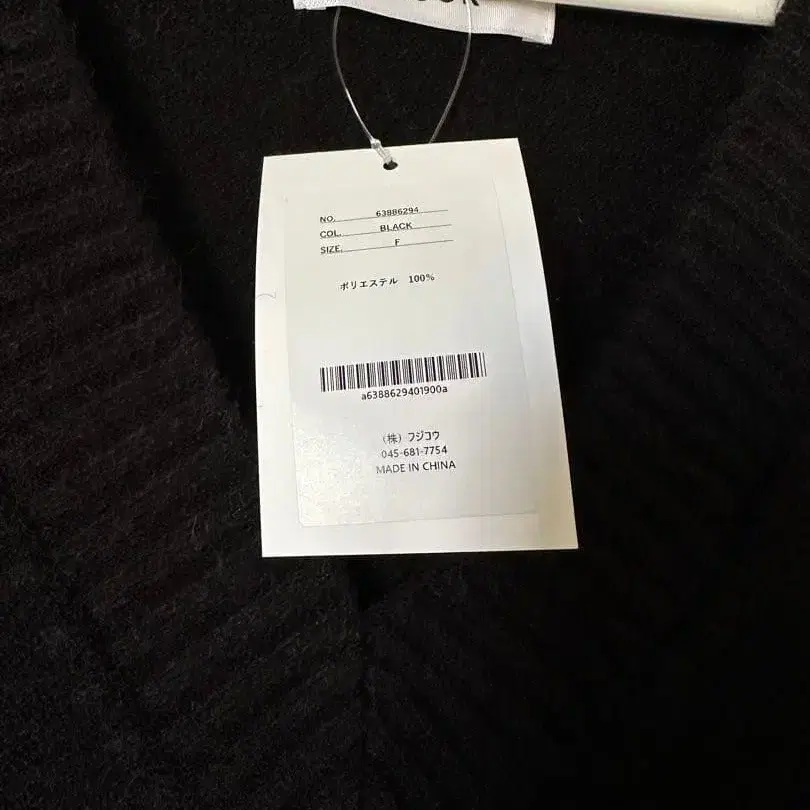 NO. 63886294
COL. BLACK
SIZE. F
ポリエステル 100%
a6388629401900a
(株) フジコウ
045-681-7754
MADE IN CHINA